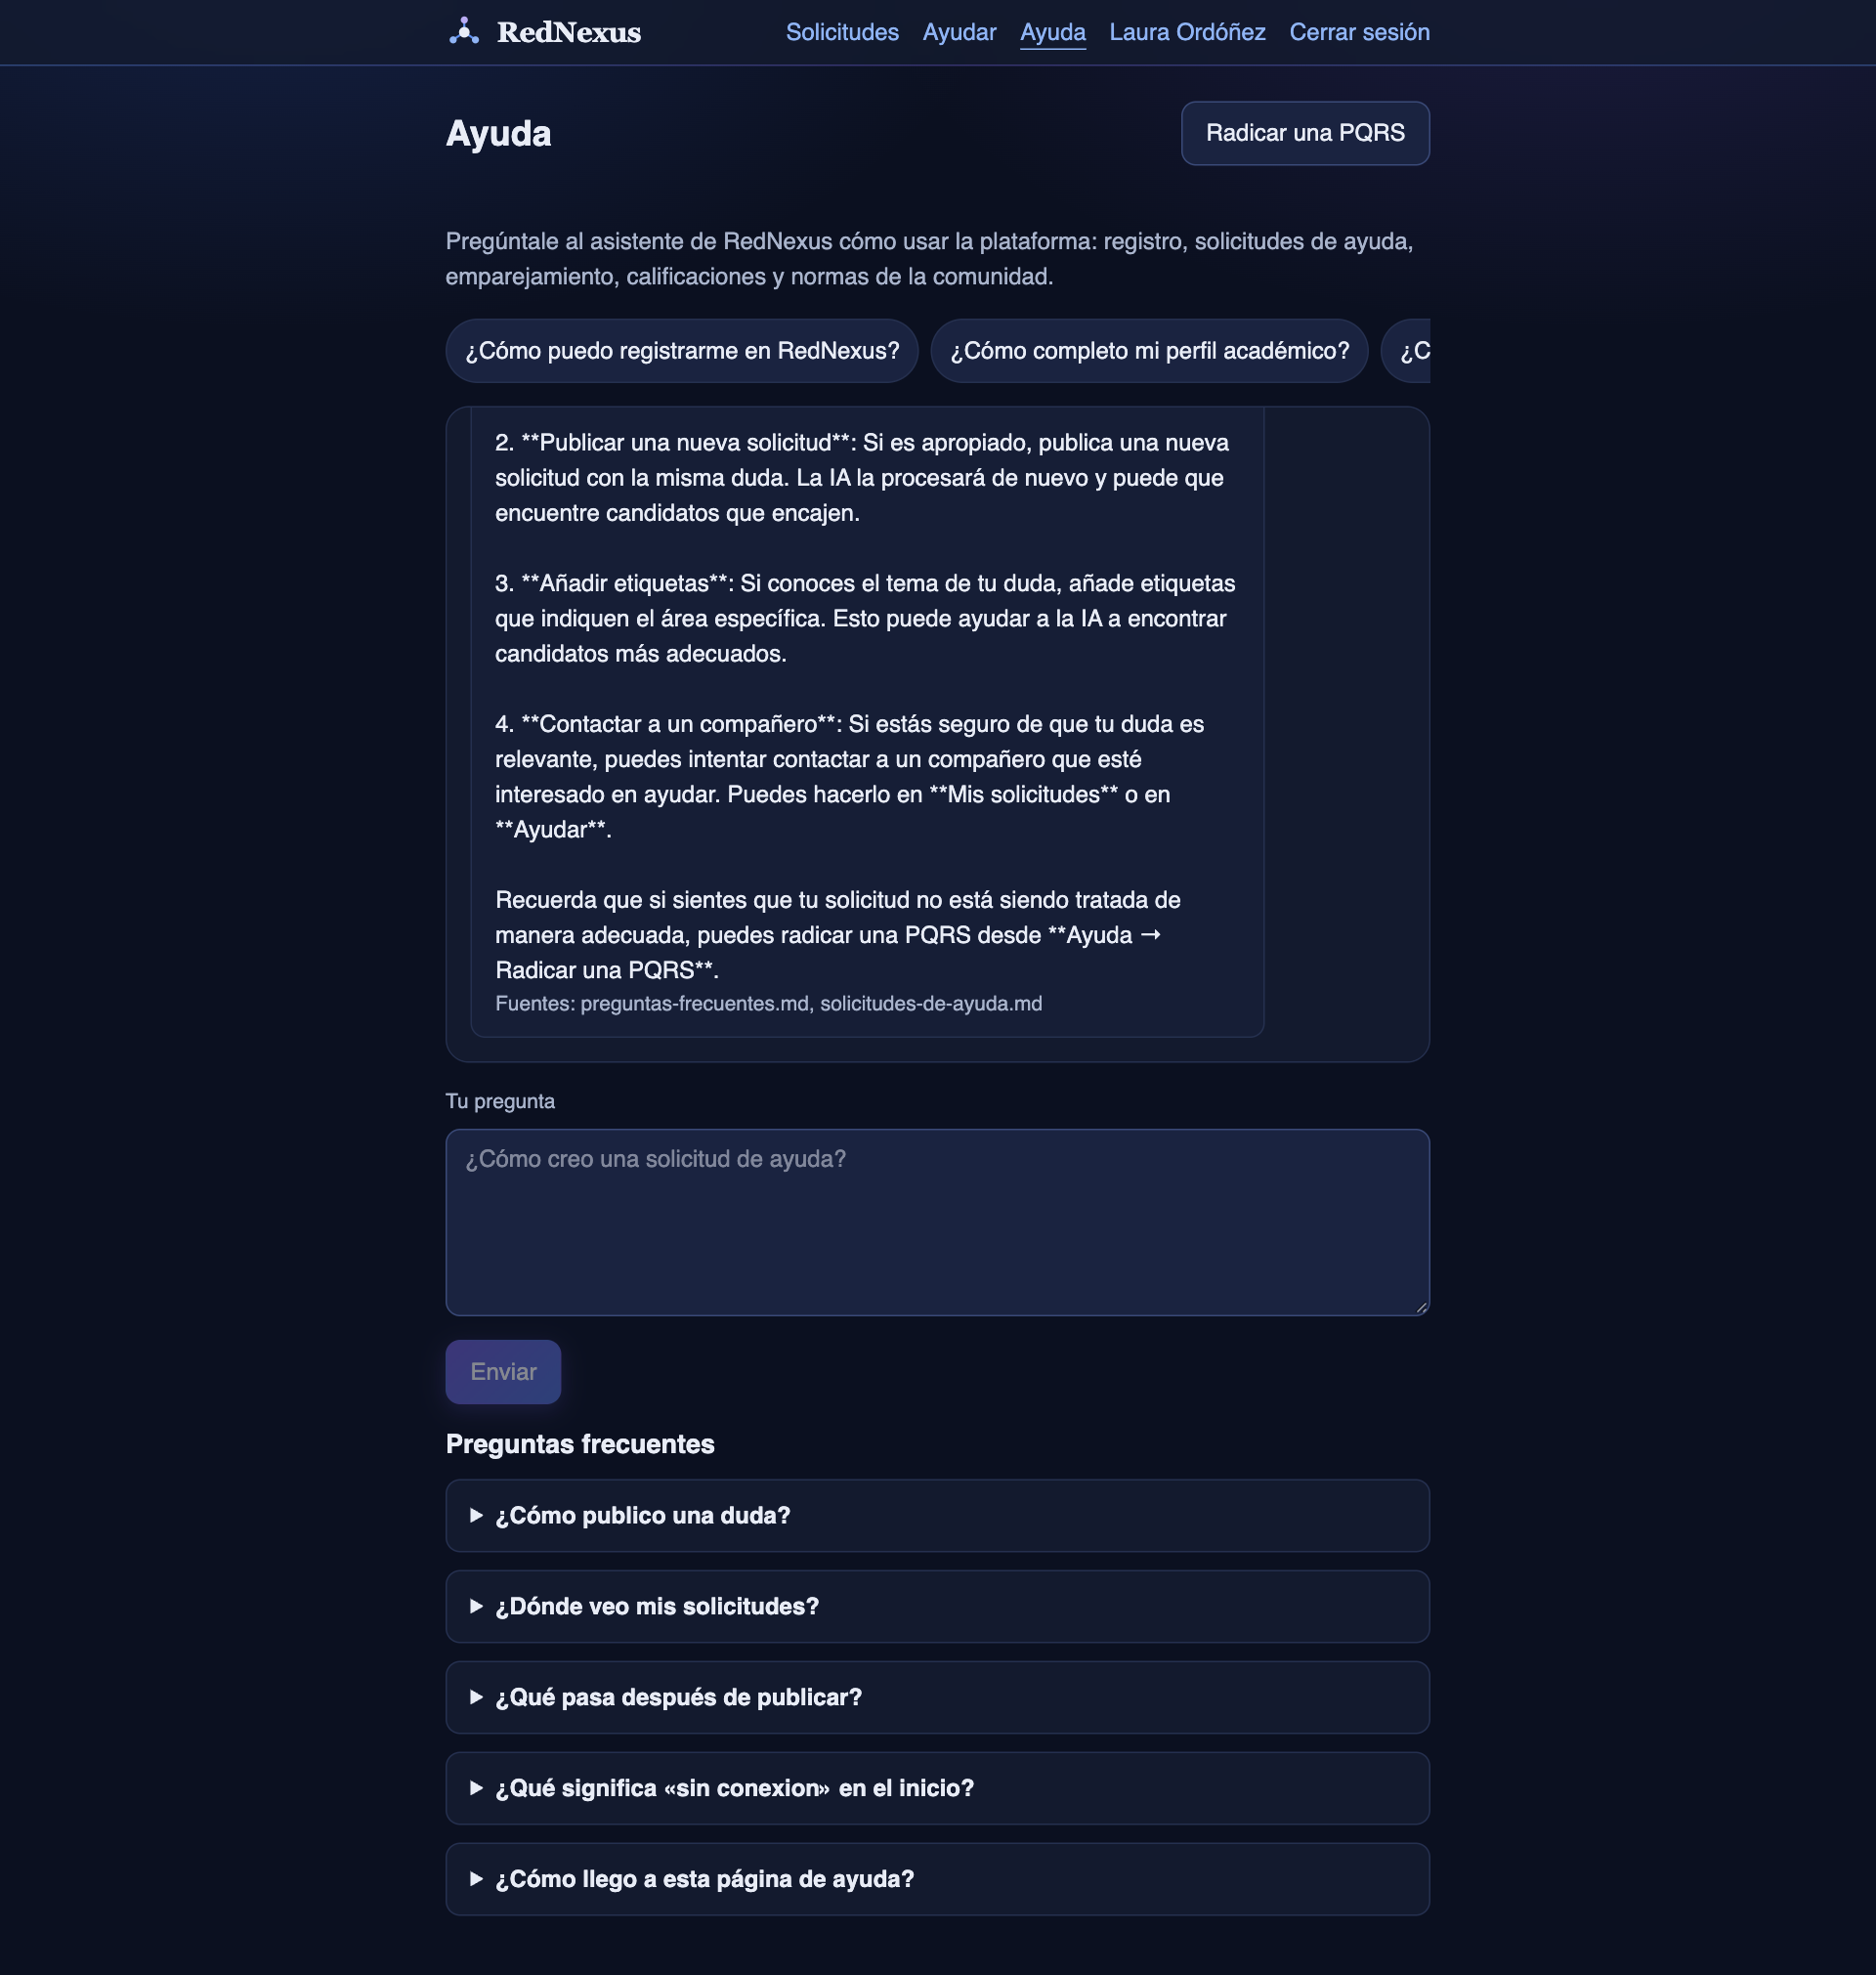 RedNexus
Solicitudes Ayudar Ayuda Laura Ordóñez Cerrar sesión
Ayuda
Radicar una PQRS
Pregúntale al asistente de RedNexus cómo usar la plataforma: registro, solicitudes de ayuda,
emparejamiento, calificaciones y normas de la comunidad.
¿Cómo puedo registrarme en RedNexus? ¿Cómo completo mi perfil académico? ¿C
2. **Publicar una nueva solicitud**: Si es apropiado, publica una nueva
solicitud con la misma duda. La IA la procesará de nuevo y puede que
encuentre candidatos que encajen.
3. **Añadir etiquetas**: Si conoces el tema de tu duda, añade etiquetas
que indiquen el área específica. Esto puede ayudar a la IA a encontrar
candidatos más adecuados.
4. **Contactar a un compañero**: Si estás seguro de que tu duda es
relevante, puedes intentar contactar a un compañero que esté
interesado en ayudar. Puedes hacerlo en **Mis solicitudes** o en
**Ayudar**.
Recuerda que si sientes que tu solicitud no está siendo tratada de
manera adecuada, puedes radicar una PQRS desde **Ayuda →
Radicar una PQRS**.
Fuentes: preguntas-frecuentes.md, solicitudes-de-ayuda.md
Tu pregunta
¿Cómo creo una solicitud de ayuda?
Enviar
Preguntas frecuentes
¿Cómo publico una duda?
¿Dónde veo mis solicitudes?
¿Qué pasa después de publicar?
¿Qué significa «sin conexion» en el inicio?
¿Cómo llego a esta página de ayuda?